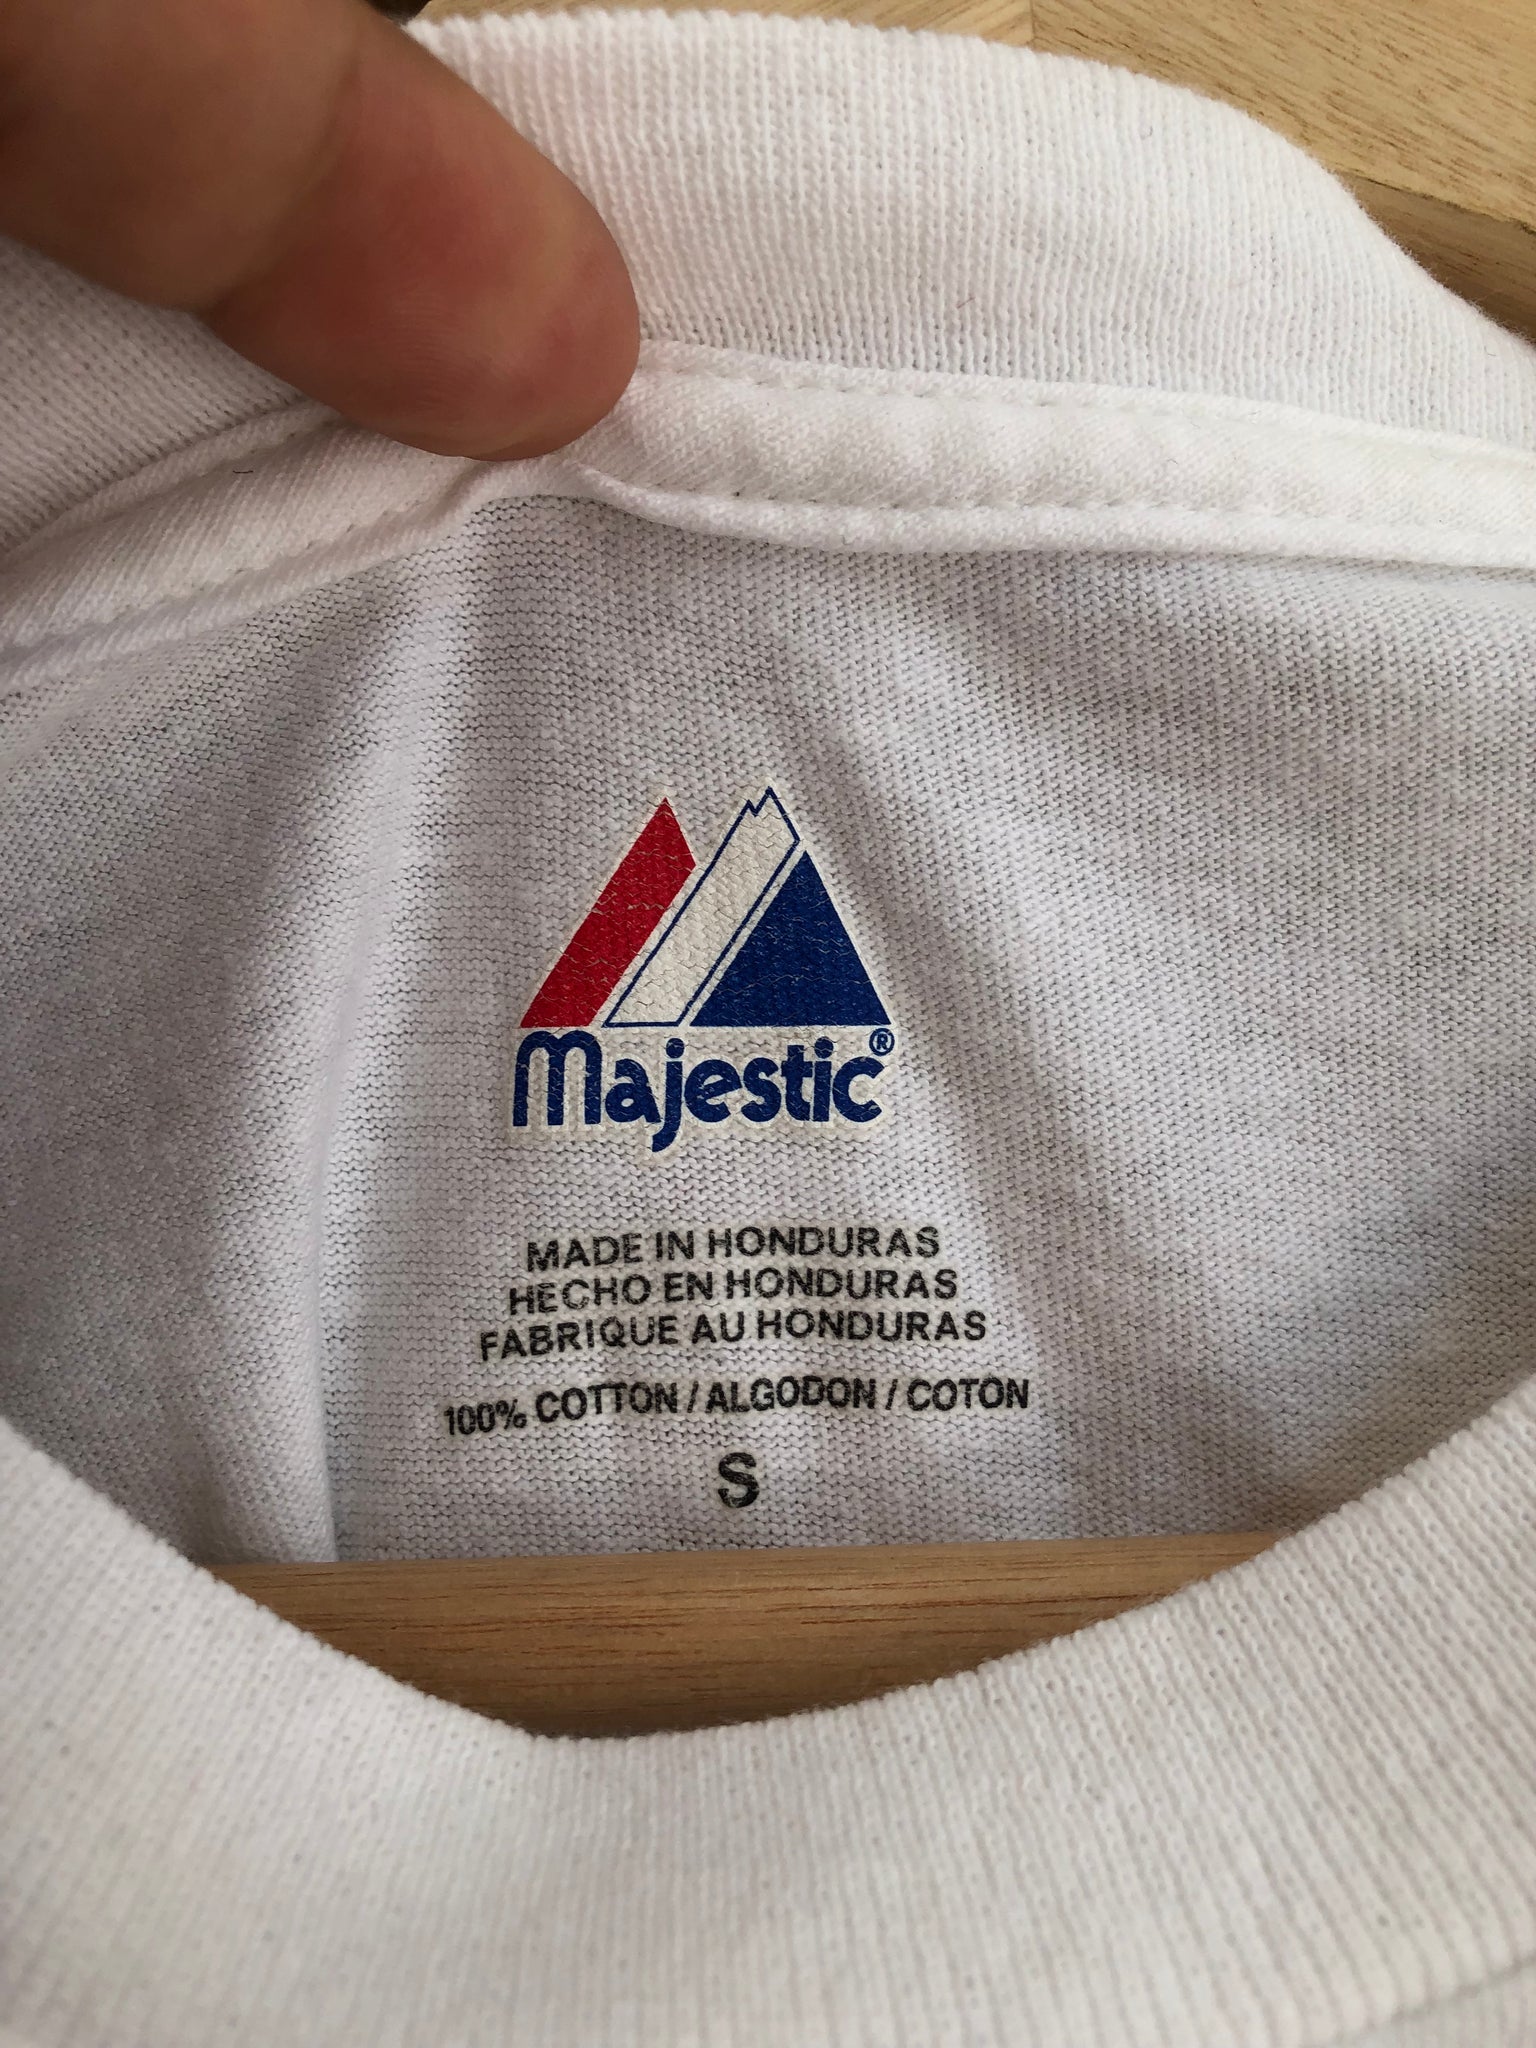 Majestic®
MADE IN HONDURAS
HECHO EN HONDURAS
FABRIQUE AU HONDURAS
100% COTTON / ALGODON / COTON
S